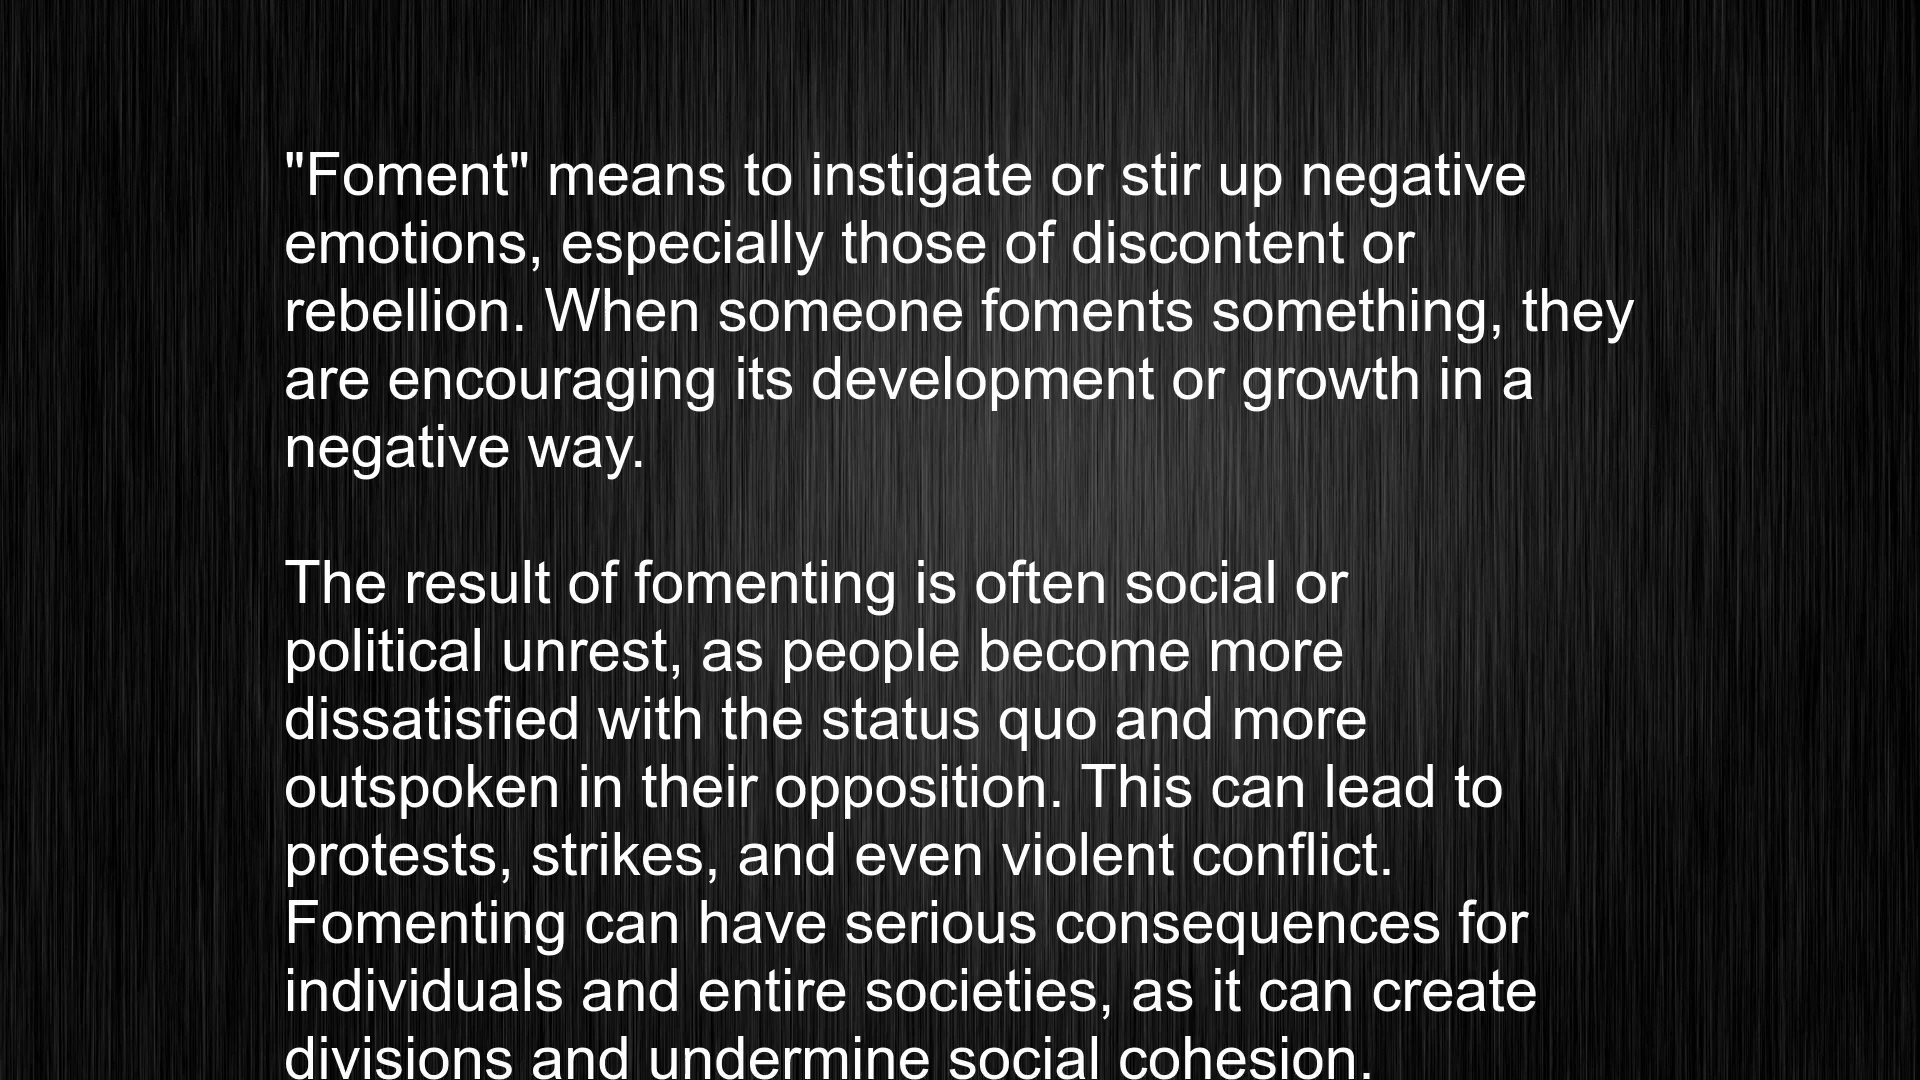 "Foment" means to instigate or stir up negative
emotions, especially those of discontent or
rebellion. When someone foments something, they
are encouraging its development or growth in a
negative way.
The result of fomenting is often social or
political unrest, as people become more
dissatisfied with the status quo and more
outspoken in their opposition. This can lead to
protests, strikes, and even violent conflict.
Fomenting can have serious consequences for
individuals and entire societies, as it can create
divisions and undermine social cohesion.